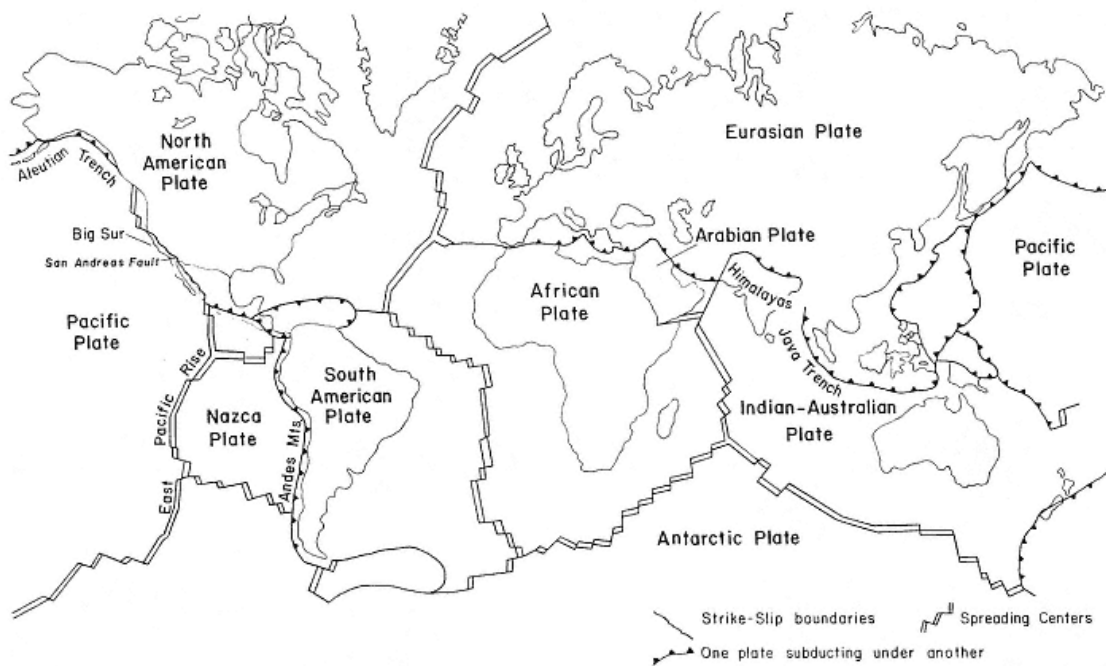 North
American
Plate
Aleutian
Trench
Eurasian Plate
Big Sur
San Andreas Fault
Arabian Plate
Pacific
Plate
African
Plate
Himalayas
Pacific
Plate
Java Trench
Rise
Pacific
East
South
American
Plate
Nazca
Plate
Andes Mts.
Indian-Australian
Plate
Antarctic Plate
Strike-Slip boundaries
Spreading Centers
One plate subducting under another